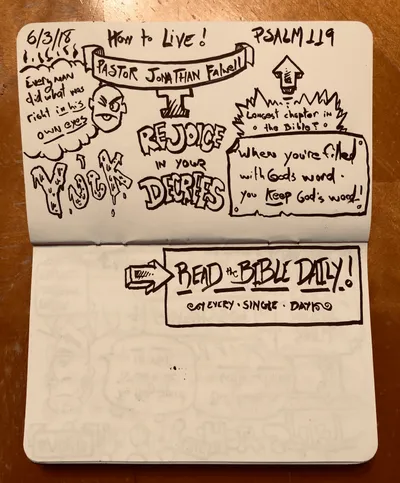 6/3/18
How to Live!
PSALM 119
PASTOR JONATHAN Falwell
Every man
did what was
right in his
own eyes
YUCK
REJOICE
IN YOUR
DECREES
Longest chapter in
the Bible!
When you're filled
with God's word.
you Keep God's word!
READ the BIBLE DAILY!
EVERY • SINGLE • DAY